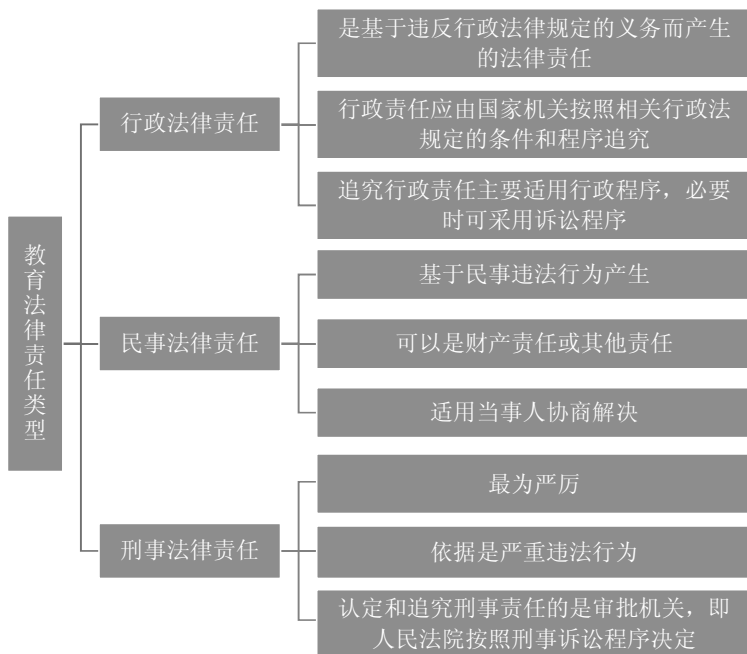 教育法律责任类型
行政法律责任
是基于违反行政法律规定的义务而产生
的法律责任
行政责任应由国家机关按照相关行政法
规定的条件和程序追究
追究行政责任主要适用行政程序，必要
时可采用诉讼程序
民事法律责任
基于民事违法行为产生
可以是财产责任或其他责任
适用当事人协商解决
刑事法律责任
最为严厉
依据是严重违法行为
认定和追究刑事责任的是审批机关，即
人民法院按照刑事诉讼程序决定